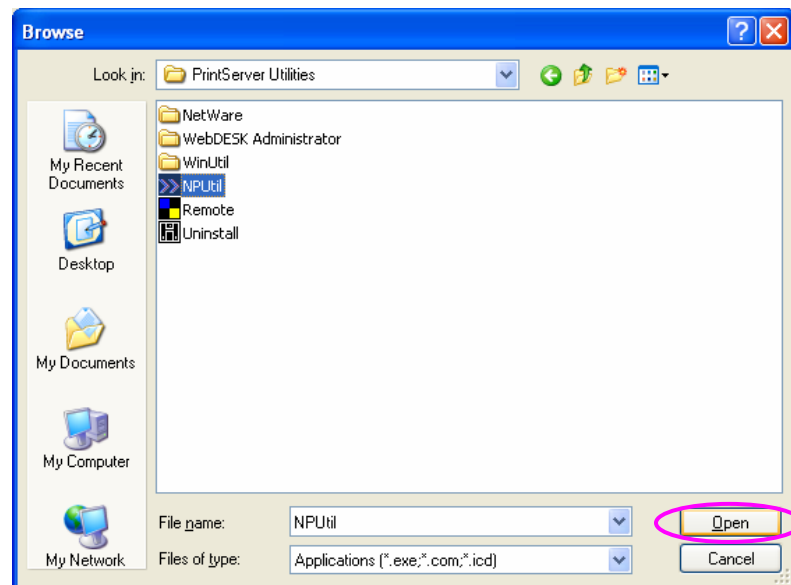 Browse
Look in:
PrintServer Utilities
My Recent
Documents
Desktop
My Documents
My Computer
My Network
NetWare
WebDESK Administrator
WinUtil
NPUtil
Remote
Uninstall
File name:
NPUtil
Open
Files of type:
Applications (*.exe;*.com;*.icd)
Cancel